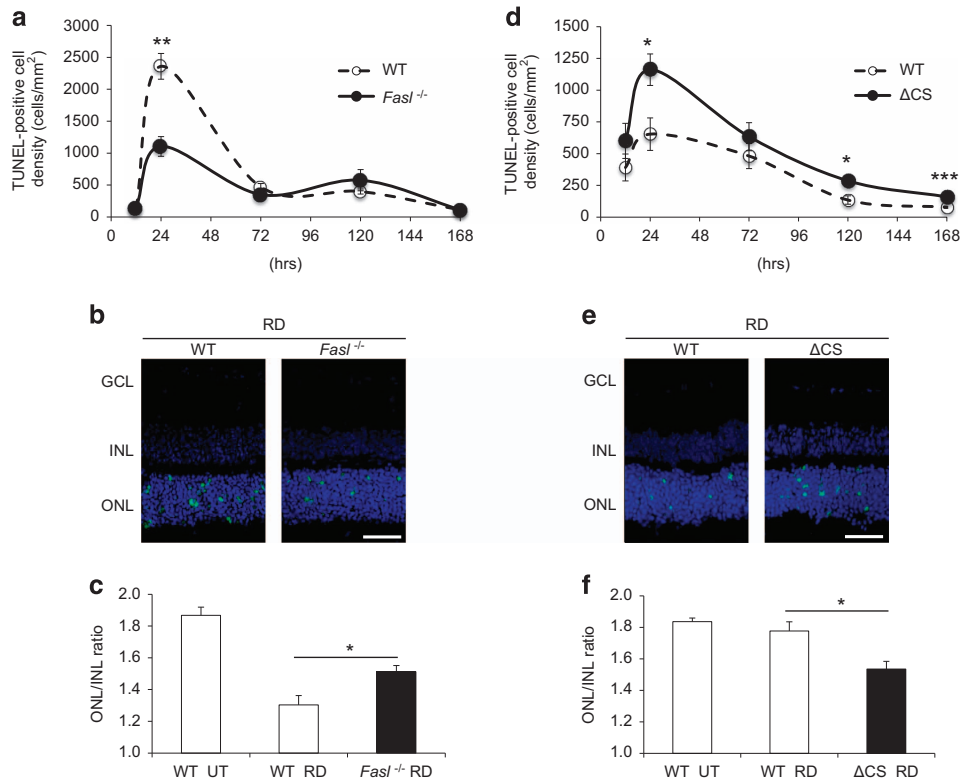 a
TUNEL-positive cell
density (cells/mm²)
3000
2500
2000
1500
1000
500
0
**
WT
Fasl -/-
0 24 48 72 96 120 144 168
(hrs)
d
TUNEL-positive cell
density (cells/mm²)
1500
1250
1000
750
500
250
0
*
*
***
WT
ΔCS
0 24 48 72 96 120 144 168
(hrs)
b
RD
WT Fasl -/-
GCL
INL
ONL
e
RD
WT ΔCS
GCL
INL
ONL
c
ONL/INL ratio
2.0
1.8
1.6
1.4
1.2
1.0
*
WT UT WT RD Fasl -/- RD
f
ONL/INL ratio
2.0
1.8
1.6
1.4
1.2
1.0
*
WT UT WT RD ΔCS RD